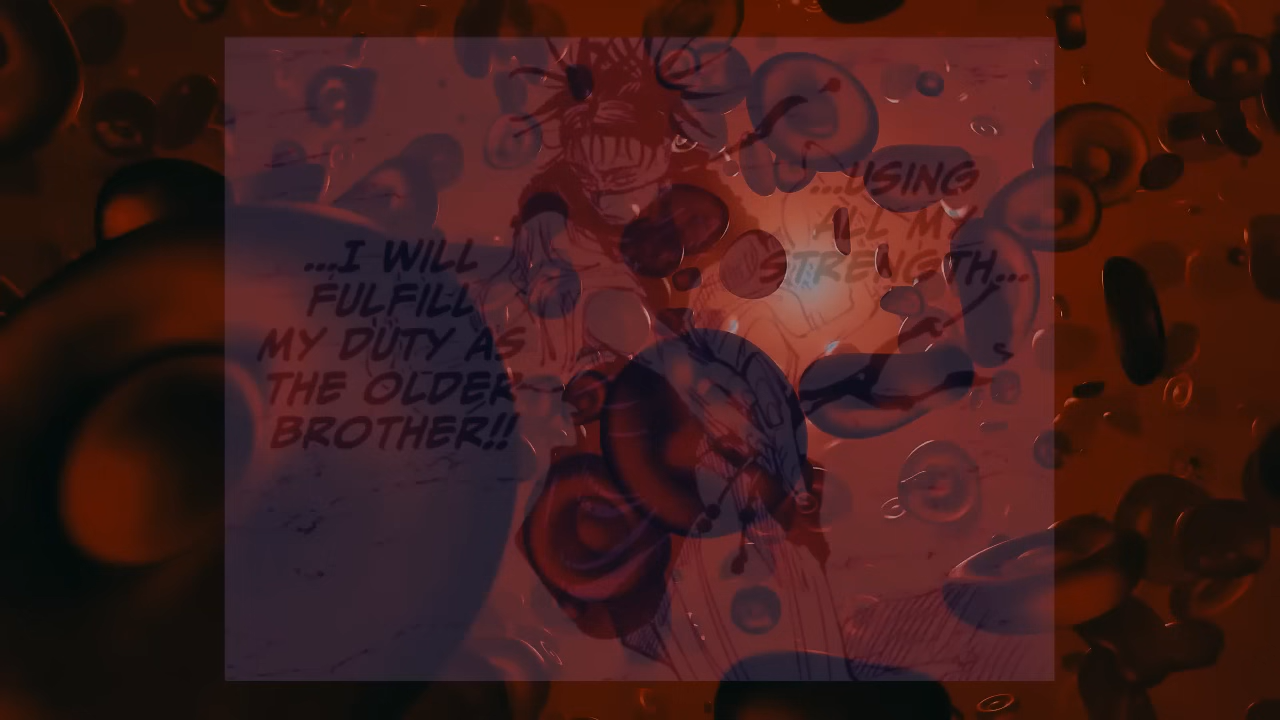 ...USING
ALL MY
STRENGTH...
...I WILL
FULFILL
MY DUTY AS
THE OLDER
BROTHER!!